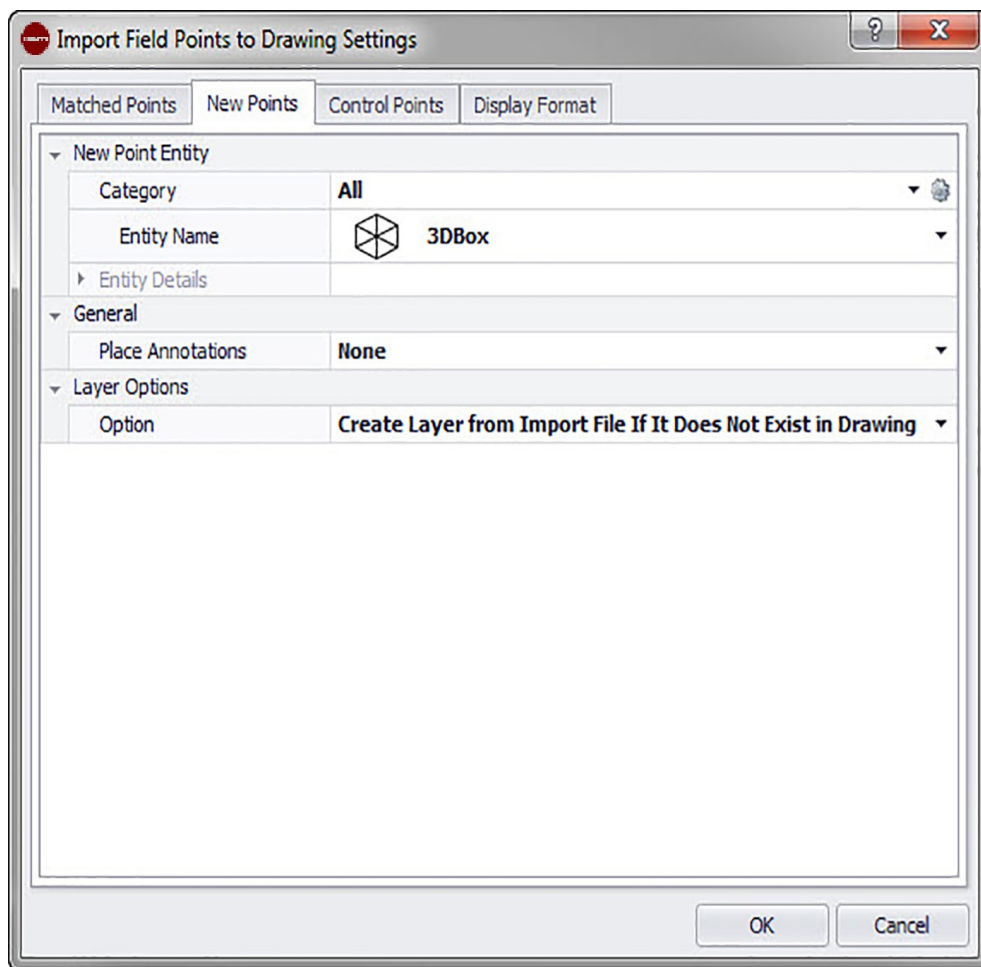 Import Field Points to Drawing Settings
?
Matched Points New Points Control Points Display Format
New Point Entity
Category All
Entity Name 3DBox
Entity Details
General
Place Annotations None
Layer Options
Option Create Layer from Import File If It Does Not Exist in Drawing
OK Cancel